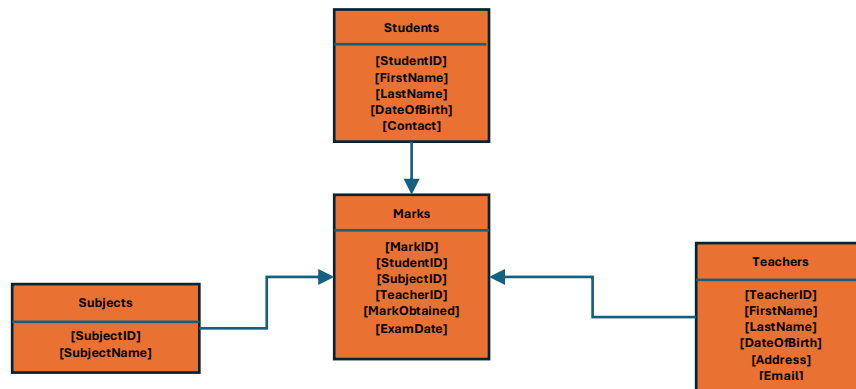 Students
[StudentID]
[FirstName]
[LastName]
[DateOfBirth]
[Contact]
Marks
[MarkID]
[StudentID]
[SubjectID]
[TeacherID]
[MarkObtained]
[ExamDate]
Subjects
[SubjectID]
[SubjectName]
Teachers
[TeacherID]
[FirstName]
[LastName]
[DateOfBirth]
[Address]
[Email]